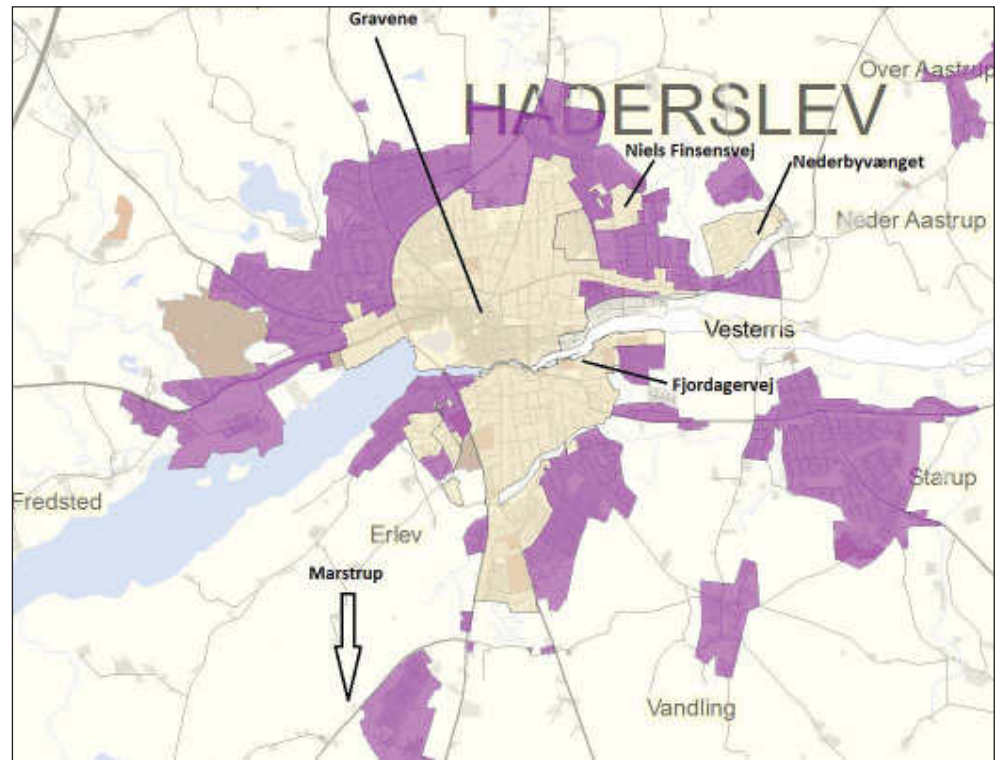 Gravene
Over Aastrup
HADERSLEV
Niels Finsensvej
Nederbyvænget
Neder Aastrup
Vesterris
Fjordagervej
Starup
Fredsted
Erlev
Marstrup
Vandling